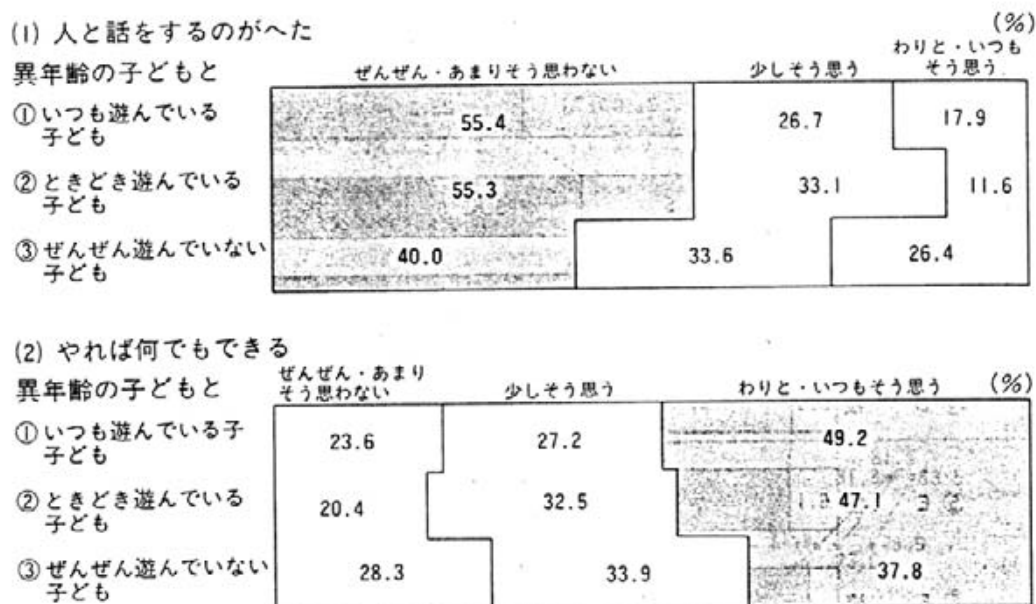 (1) 人と話をするのがへた
(%)
異年齢の子どもと
ぜんぜん・あまりそう思わない
少しそう思う
わりと・いつも
そう思う
① いつも遊んでいる
子ども
55.4
26.7
17.9
② ときどき遊んでいる
子ども
55.3
33.1
11.6
③ ぜんぜん遊んでいない
子ども
40.0
33.6
26.4
(2) やれば何でもできる
異年齢の子どもと
ぜんぜん・あまり
そう思わない
少しそう思う
わりと・いつもそう思う
(%)
① いつも遊んでいる子
子ども
23.6
27.2
49.2
② ときどき遊んでいる
子ども
20.4
32.5
47.1
③ ぜんぜん遊んでいない
子ども
28.3
33.9
37.8